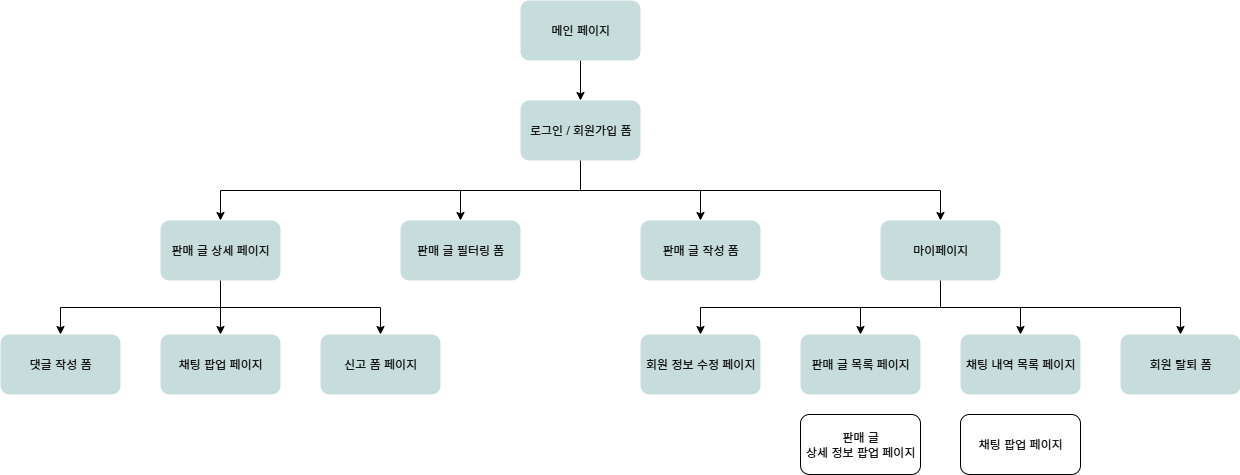 메인 페이지
로그인 / 회원가입 폼
판매 글 상세 페이지
판매 글 필터링 폼
판매 글 작성 폼
마이페이지
댓글 작성 폼
채팅 팝업 페이지
신고 폼 페이지
회원 정보 수정 페이지
판매 글 목록 페이지
채팅 내역 목록 페이지
회원 탈퇴 폼
판매 글
상세 정보 팝업 페이지
채팅 팝업 페이지